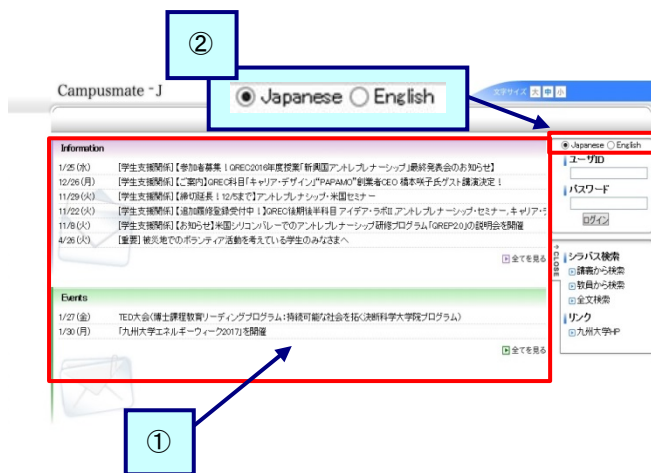 ②
Campusmate - J
Japanese English
文字サイズ 大 中 小
Japanese English
Information
1/25 (水) [学生支援関係]【参加者募集！QREC2016年度授業「新興国アントレプレナーシップ」最終発表会のお知らせ】
12/26 (月) [学生支援関係]【ご案内】QREC科目「キャリア・デザイン」"PAPAMO"創業者CEO 橋本咲子氏ゲスト講演決定！
11/29 (火) [学生支援関係]【締切延長！12/5まで】アントレプレナーシップ・米国セミナー
11/22 (火) [学生支援関係]【追加履修登録受付中！】QREC後期後半科目 アイデア・ラボII,アントレプレナーシップ・セミナー, キャリア・デ
11/8 (火) [学生支援関係]【お知らせ】米国シリコンバレーでのアントレプレナーシップ研修プログラム「QREP2.0」の説明会を開催
4/26 (火) [重要] 被災地でのボランティア活動を考えている学生のみなさまへ
全てを見る
Events
1/27 (金) TED大会(博士課程教育リーディングプログラム：持続可能な社会を拓く決断科学大学院プログラム)
1/30 (月) 「九州大学エネルギーウィーク2017」を開催
全てを見る
ユーザID
パスワード
ログイン
CLOSE
シラバス検索
講義から検索
教員から検索
全文検索
リンク
九州大学HP
①